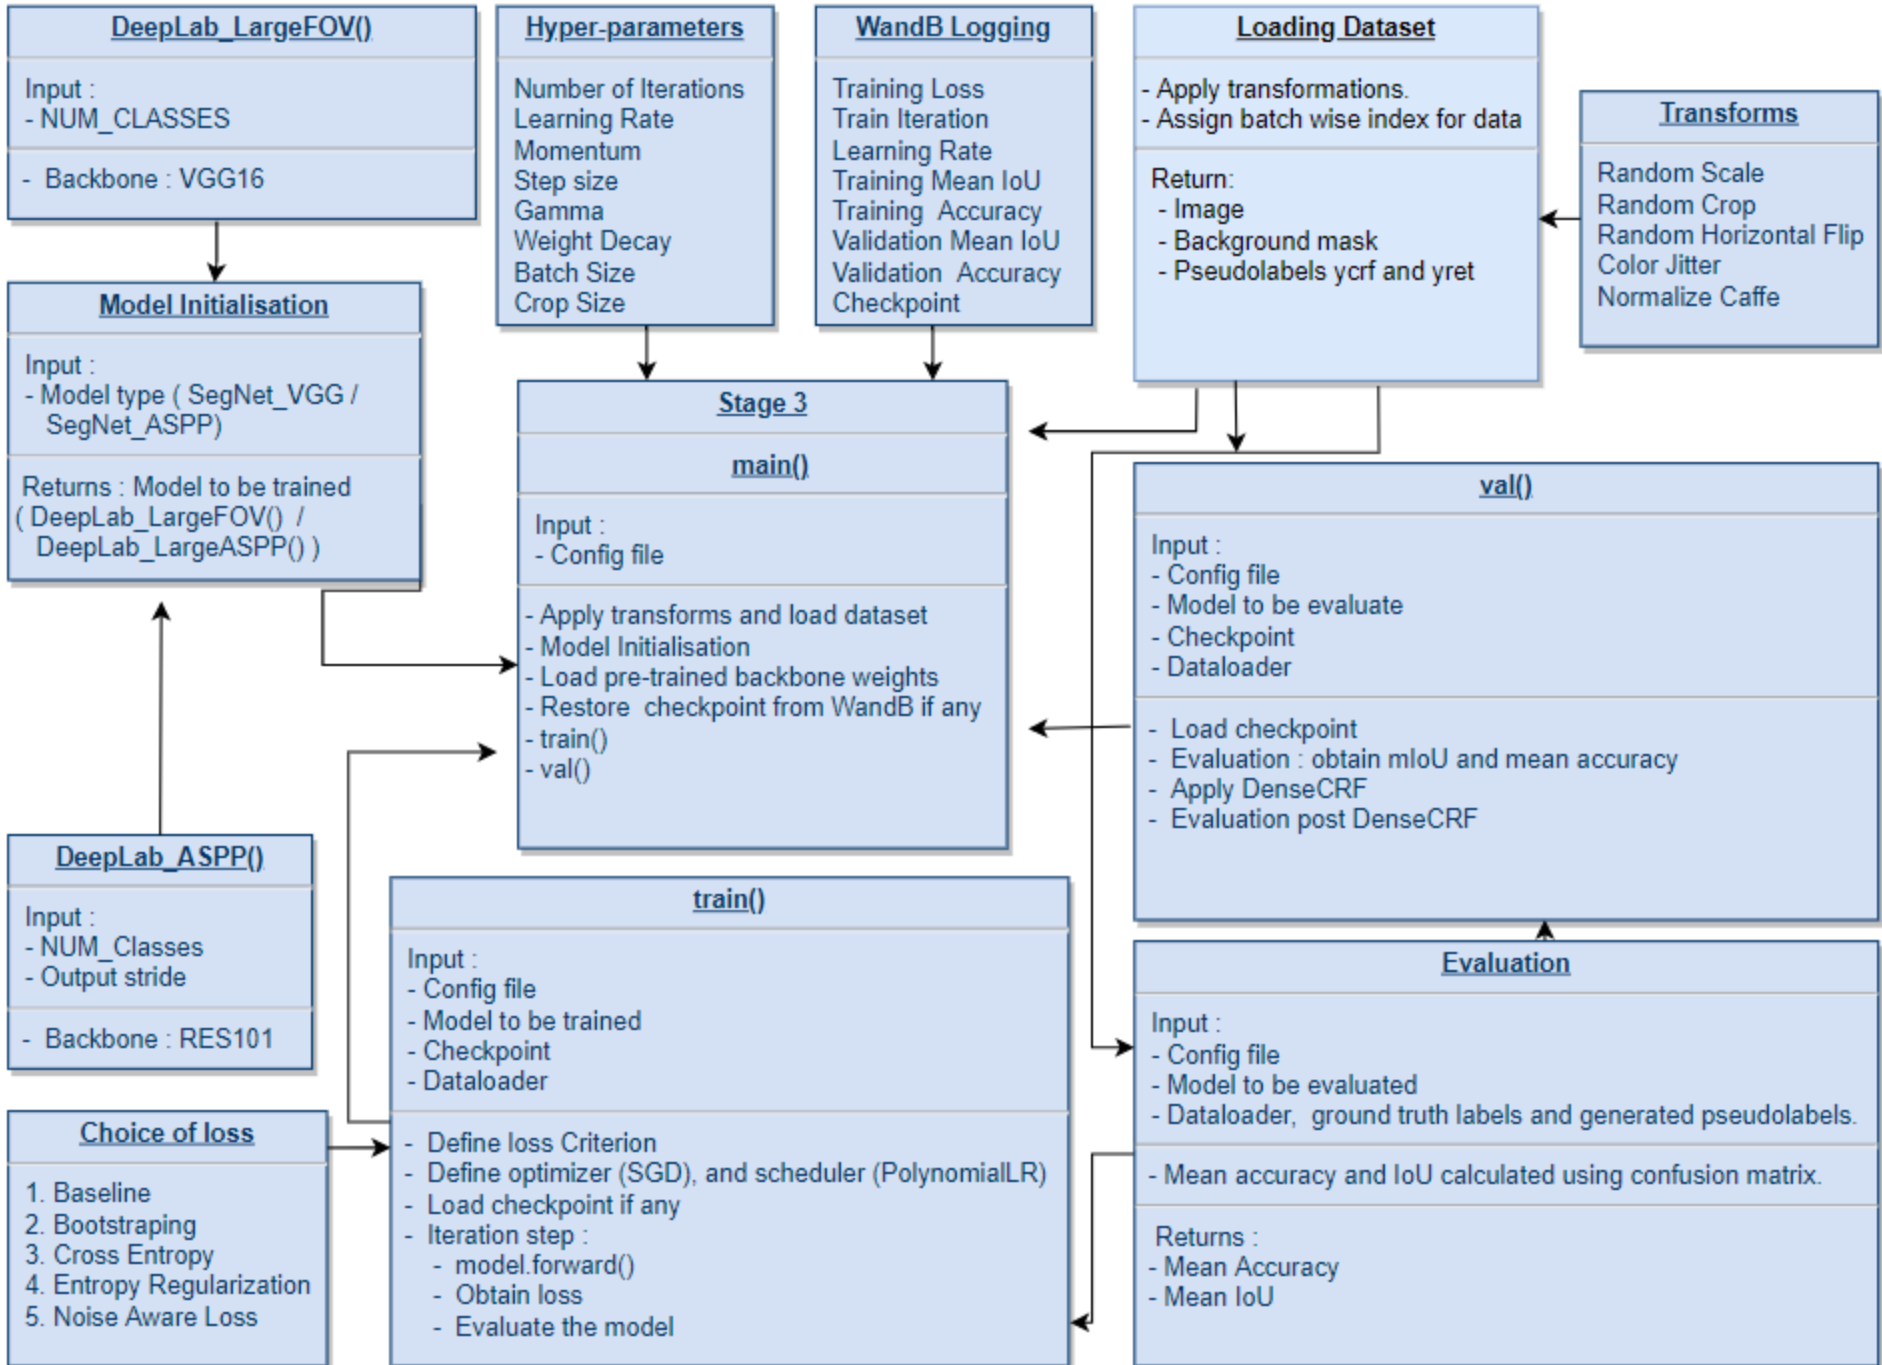 DeepLab_LargeFOV()
Input :
- NUM_CLASSES
- Backbone : VGG16
Hyper-parameters
Number of Iterations
Learning Rate
Momentum
Step size
Gamma
Weight Decay
Batch Size
Crop Size
WandB Logging
Training Loss
Train Iteration
Learning Rate
Training Mean IoU
Training Accuracy
Validation Mean IoU
Validation Accuracy
Checkpoint
Loading Dataset
- Apply transformations.
- Assign batch wise index for data
Return:
- Image
- Background mask
- Pseudolabels ycrf and yret
Transforms
Random Scale
Random Crop
Random Horizontal Flip
Color Jitter
Normalize Caffe
Model Initialisation
Input :
- Model type ( SegNet_VGG /
SegNet_ASPP)
Returns : Model to be trained
( DeepLab_LargeFOV() /
DeepLab_LargeASPP() )
Stage 3
main()
Input :
- Config file
- Apply transforms and load dataset
- Model Initialisation
- Load pre-trained backbone weights
- Restore checkpoint from WandB if any
- train()
- val()
val()
Input :
- Config file
- Model to be evaluate
- Checkpoint
- Dataloader
- Load checkpoint
- Evaluation : obtain mIoU and mean accuracy
- Apply DenseCRF
- Evaluation post DenseCRF
DeepLab_ASPP()
Input :
- NUM_Classes
- Output stride
- Backbone : RES101
train()
Input :
- Config file
- Model to be trained
- Checkpoint
- Dataloader
- Define loss Criterion
- Define optimizer (SGD), and scheduler (PolynomialLR)
- Load checkpoint if any
- Iteration step :
- model.forward()
- Obtain loss
- Evaluate the model
Evaluation
Input :
- Config file
- Model to be evaluated
- Dataloader, ground truth labels and generated pseudolabels.
- Mean accuracy and IoU calculated using confusion matrix.
Returns :
- Mean Accuracy
- Mean IoU
Choice of loss
1. Baseline
2. Bootstraping
3. Cross Entropy
4. Entropy Regularization
5. Noise Aware Loss